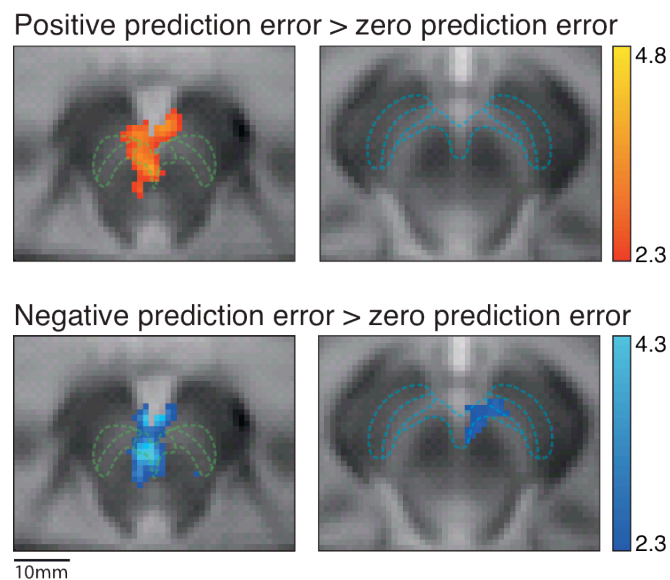 Positive prediction error > zero prediction error
4.8
2.3
Negative prediction error > zero prediction error
4.3
2.3
10mm